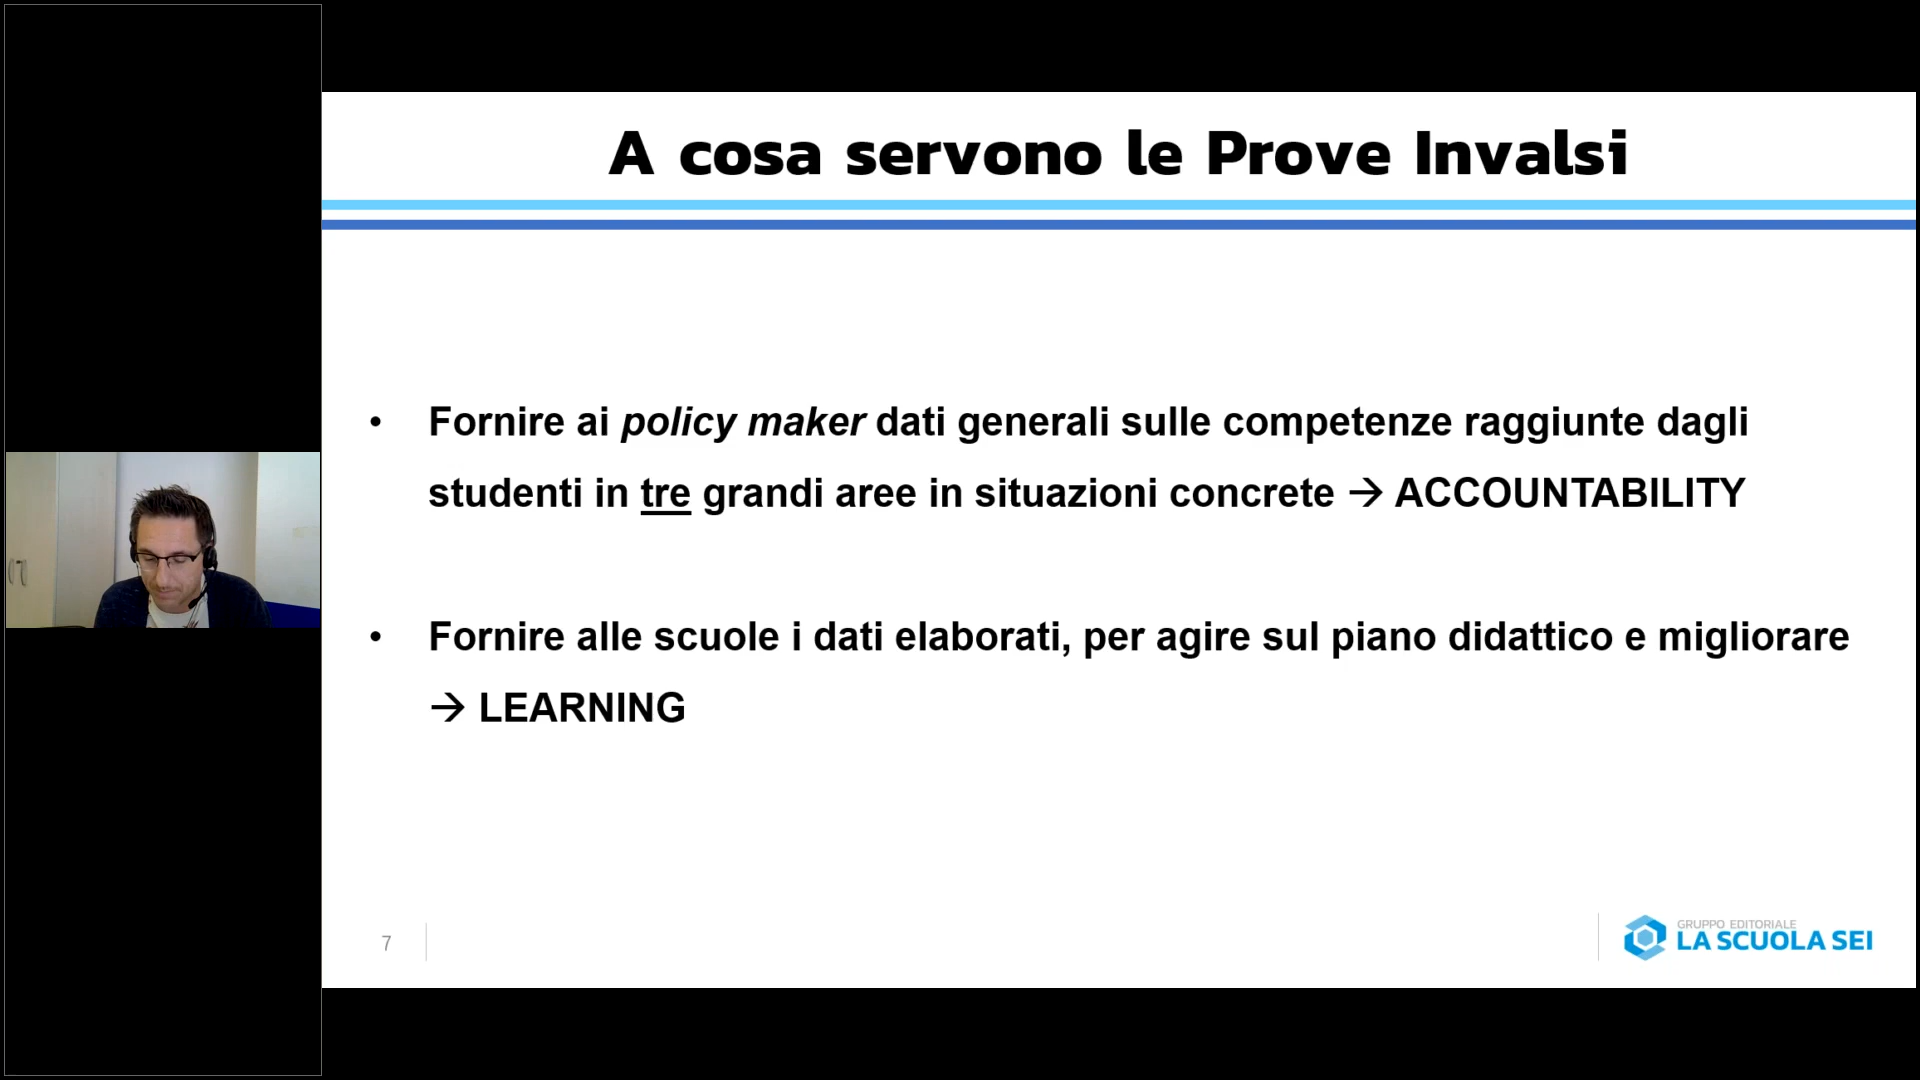 A cosa servono le Prove Invalsi
• Fornire ai policy maker dati generali sulle competenze raggiunte dagli
studenti in tre grandi aree in situazioni concrete → ACCOUNTABILITY
• Fornire alle scuole i dati elaborati, per agire sul piano didattico e migliorare
→ LEARNING
7
GRUPPO EDITORIALE
LA SCUOLA SEI